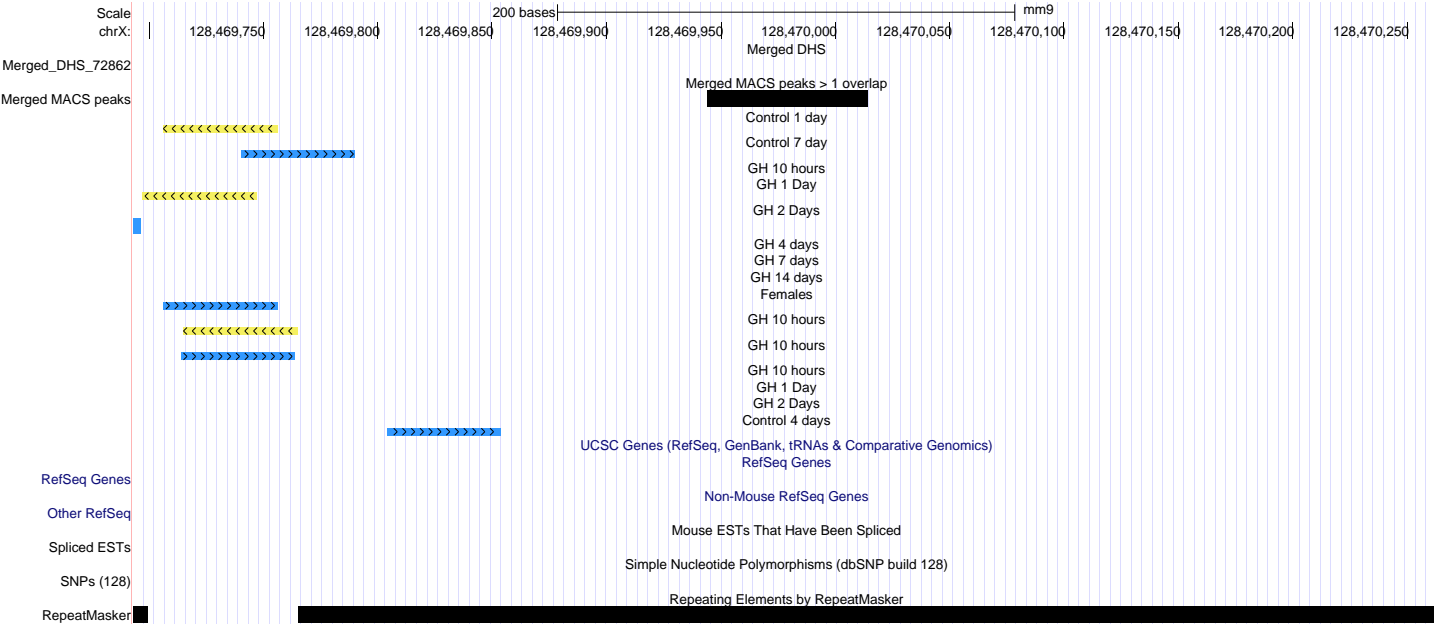 Scale 200 bases mm9
chrX: 128,469,750 128,469,800 128,469,850 128,469,900 128,469,950 128,470,000 128,470,050 128,470,100 128,470,150 128,470,200 128,470,250
Merged DHS
Merged_DHS_72862
Merged MACS peaks > 1 overlap
Merged MACS peaks
Control 1 day
Control 7 day
GH 10 hours
GH 1 Day
GH 2 Days
GH 4 days
GH 7 days
GH 14 days
Females
GH 10 hours
GH 10 hours
GH 10 hours
GH 1 Day
GH 2 Days
Control 4 days
UCSC Genes (RefSeq, GenBank, tRNAs & Comparative Genomics)
RefSeq Genes
RefSeq Genes
Non-Mouse RefSeq Genes
Other RefSeq
Mouse ESTs That Have Been Spliced
Spliced ESTs
Simple Nucleotide Polymorphisms (dbSNP build 128)
SNPs (128)
Repeating Elements by RepeatMasker
RepeatMasker